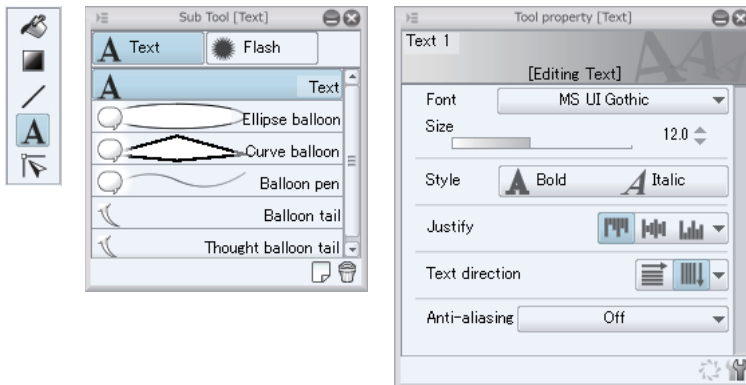 Sub Tool [Text]
Text
Flash
Text
Ellipse balloon
Curve balloon
Balloon pen
Balloon tail
Thought balloon tail
Tool property [Text]
Text 1
[Editing Text]
Font
MS UI Gothic
Size
12.0
Style
Bold
Italic
Justify
Text direction
Anti-aliasing
Off